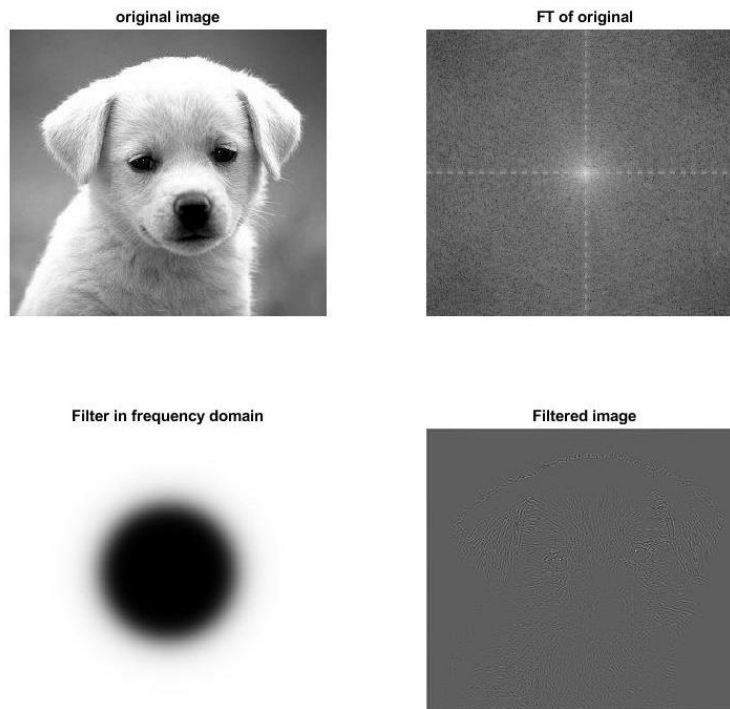 original image
FT of original
Filter in frequency domain
Filtered image